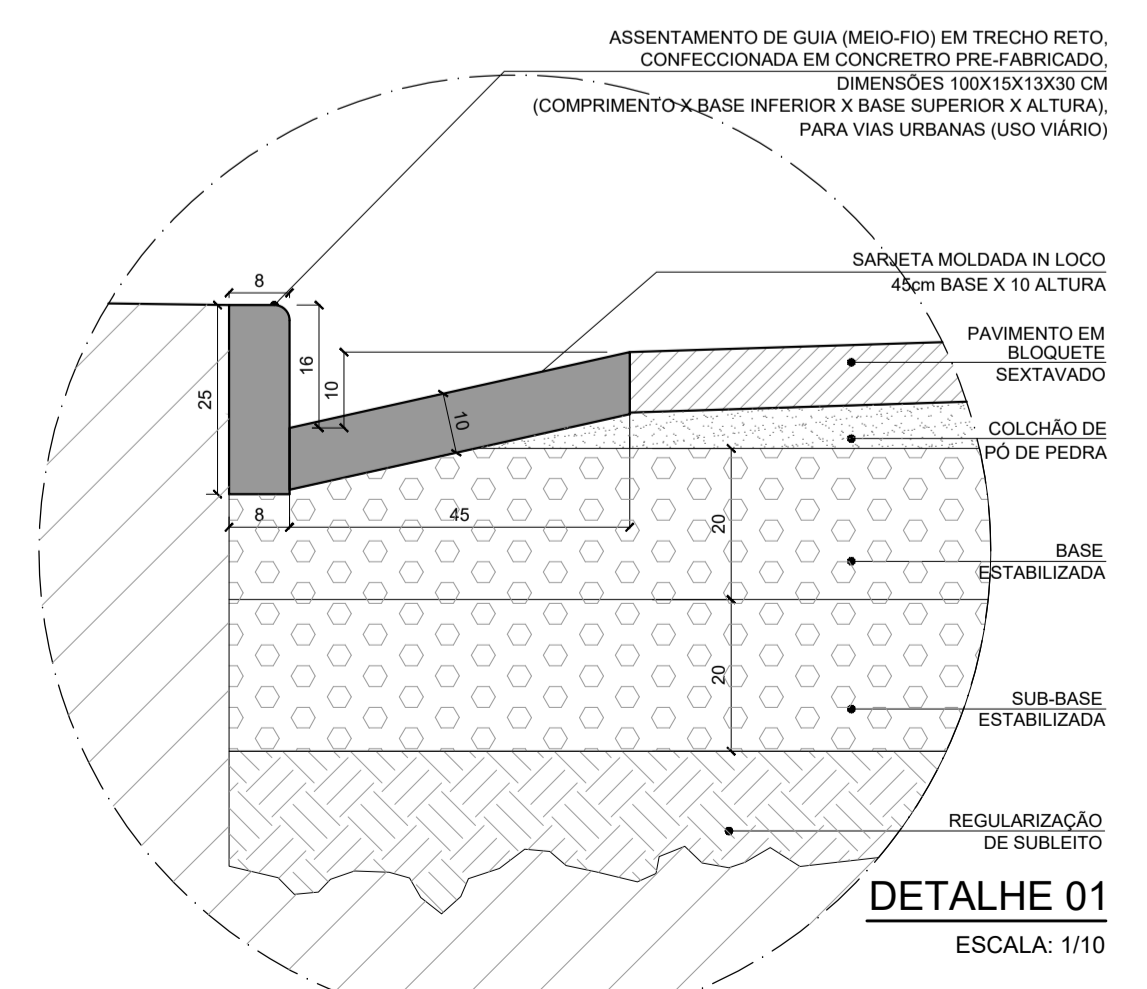 ASSENTAMENTO DE GUIA (MEIO-FIO) EM TRECHO RETO,
CONFECCIONADA EM CONCRETRO PRE-FABRICADO,
DIMENSÕES 100X15X13X30 CM
(COMPRIMENTO X BASE INFERIOR X BASE SUPERIOR X ALTURA),
PARA VIAS URBANAS (USO VIÁRIO)
SARJETA MOLDADA IN LOCO
45cm BASE X 10 ALTURA
8
25
16
10
10
8
45
PAVIMENTO EM
BLOQUETE
SEXTAVADO
COLCHÃO DE
PÓ DE PEDRA
20
BASE
ESTABILIZADA
20
SUB-BASE
ESTABILIZADA
REGULARIZAÇÃO
DE SUBLEITO
DETALHE 01
ESCALA: 1/10